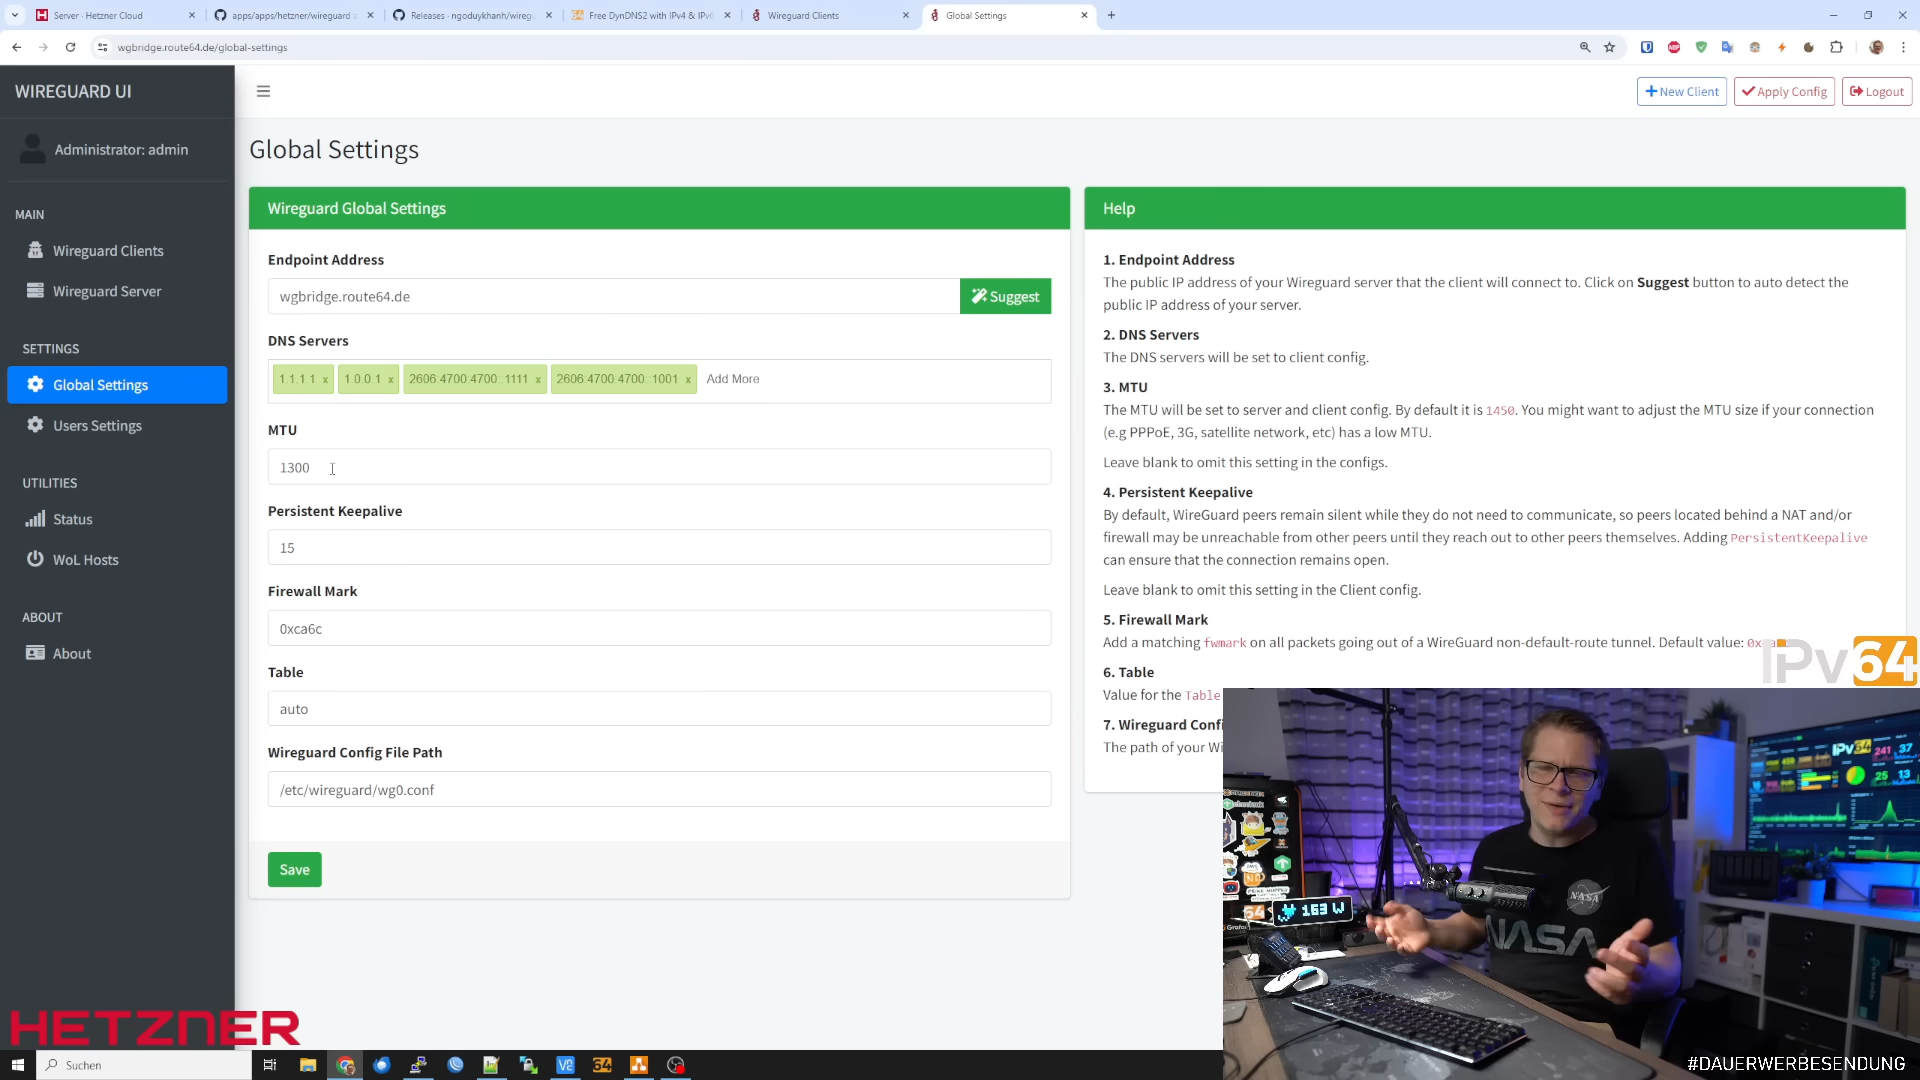 Server · Hetzner Cloud
apps/apps/hetzner/wireguard
Releases · ngoduykhanh/wireg
Free DynDNS2 with IPv4 & IPv6
Wireguard Clients
Global Settings
wgbridge.route64.de/global-settings
WIREGUARD UI
New Client
Apply Config
Logout
Administrator: admin
MAIN
Wireguard Clients
Wireguard Server
SETTINGS
Global Settings
Users Settings
UTILITIES
Status
WoL Hosts
ABOUT
About
Global Settings
Wireguard Global Settings
Endpoint Address
wgbridge.route64.de
Suggest
DNS Servers
1.1.1.1 x
1.0.0.1 x
2606:4700:4700::1111 x
2606:4700:4700::1001 x
Add More
MTU
1300
Persistent Keepalive
15
Firewall Mark
0xca6c
Table
auto
Wireguard Config File Path
/etc/wireguard/wg0.conf
Save
Help
1. Endpoint Address
The public IP address of your Wireguard server that the client will connect to. Click on Suggest button to auto detect the
public IP address of your server.
2. DNS Servers
The DNS servers will be set to client config.
3. MTU
The MTU will be set to server and client config. By default it is 1450. You might want to adjust the MTU size if your connection
(e.g PPPoE, 3G, satellite network, etc) has a low MTU.
Leave blank to omit this setting in the configs.
4. Persistent Keepalive
By default, WireGuard peers remain silent while they do not need to communicate, so peers located behind a NAT and/or
firewall may be unreachable from other peers until they reach out to other peers themselves. Adding PersistentKeepalive
can ensure that the connection remains open.
Leave blank to omit this setting in the Client config.
5. Firewall Mark
Add a matching fwmark on all packets going out of a WireGuard non-default-route tunnel. Default value:
6. Table
Value for the Table
7. Wireguard Confi
The path of your Wi
IPv64
IPv64 241 37
25 13
64 163 W
NASA
NASA
HETZNER
Suchen
V2
64
#DAUERWERBESENDUNG